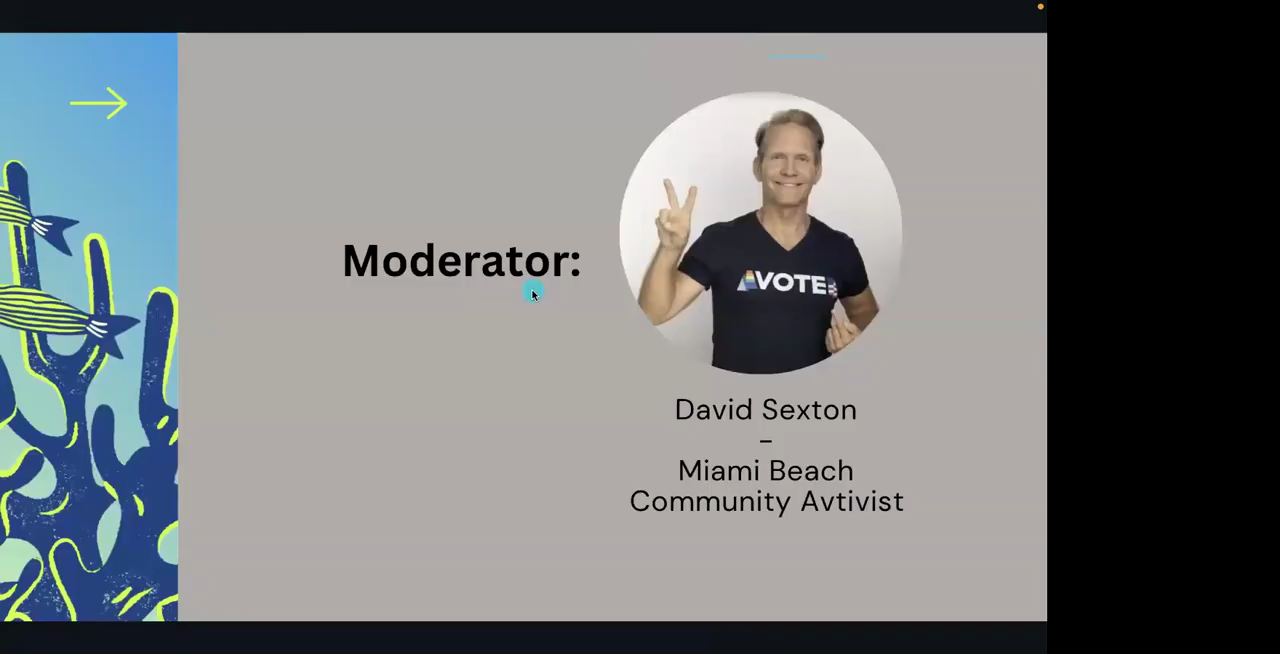 Moderator:
VOTE
David Sexton
–
Miami Beach
Community Avtivist